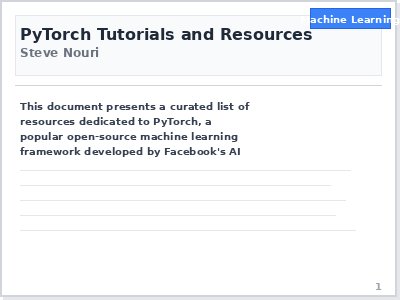 Machine Learning
PyTorch Tutorials and Resources
Steve Nouri
This document presents a curated list of
resources dedicated to PyTorch, a
popular open-source machine learning
framework developed by Facebook's AI
1